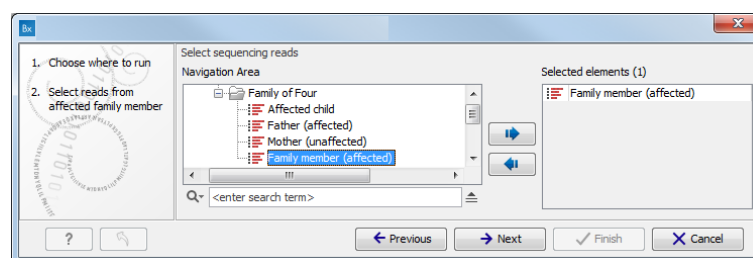 Bx
1. Choose where to run
2. Select reads from
affected family member
Select sequencing reads
Navigation Area
Family of Four
Affected child
Father (affected)
Mother (unaffected)
Family member (affected)
<enter search term>
Selected elements (1)
Family member (affected)
?
Previous
Next
Finish
Cancel